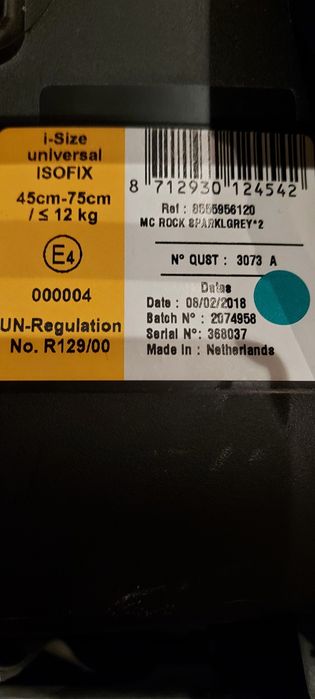 i-Size
universal
ISOFIX
45cm-75cm
/ ≤ 12 kg
E4
000004
UN-Regulation
No. R129/00
8 712930 124542
Ref : 8555956120
MC ROCK SPARKLGREY*2
N° QUST : 3073 A
Datas
Date : 08/02/2018
Batch N° : 2074958
Serial N°: 368037
Made in : Netherlands